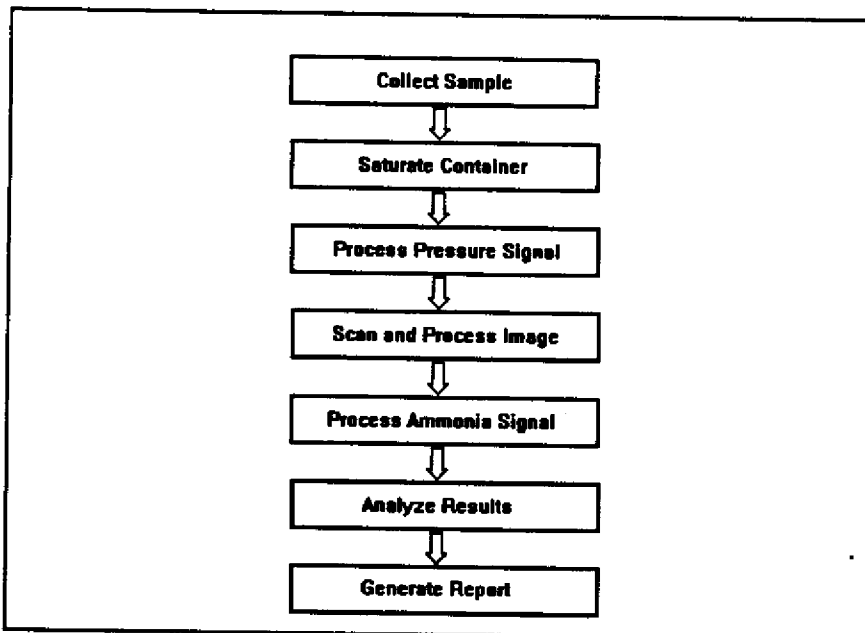 Collect Sample
Saturate Container
Process Pressure Signal
Scan and Process Image
Process Ammonia Signal
Analyze Results
Generate Report